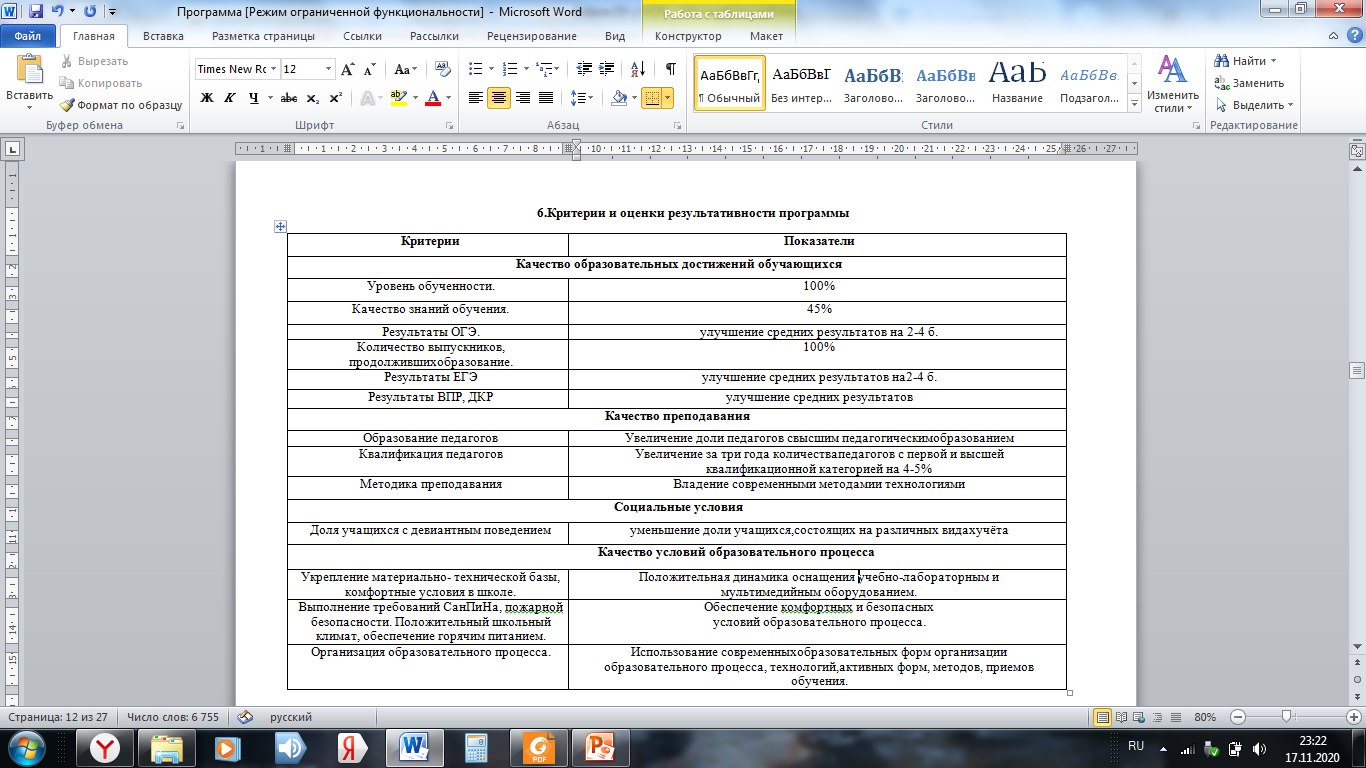 Программа [Режим ограниченной функциональности] - Microsoft Word
Работа с таблицами
Файл Главная Вставка Разметка страницы Ссылки Рассылки Рецензирование Вид Конструктор Макет
Вставить
Вырезать
Копировать
Формат по образцу
Буфер обмена
Times New Ro 12
Ж К Ч abc x₂ x²
Шрифт
Абзац
АаБбВвГг, АаБбВвГ АаБбВ АаБбВв АаБ АаБбВв
¶ Обычный Без интер... Заголово... Заголово... Название Подзагол...
Стили
Изменить стили
Найти
Заменить
Выделить
Редактирование
6.Критерии и оценки результативности программы
Критерии Показатели
Качество образовательных достижений обучающихся
Уровень обученности. 100%
Качество знаний обучения. 45%
Результаты ОГЭ. улучшение средних результатов на 2-4 б.
Количество выпускников, 100%
продолжившихобразование.
Результаты ЕГЭ улучшение средних результатов на2-4 б.
Результаты ВПР, ДКР улучшение средних результатов
Качество преподавания
Образование педагогов Увеличение доли педагогов свысшим педагогическимобразованием
Квалификация педагогов Увеличение за три года количествапедагогов с первой и высшей
квалификационной категорией на 4-5%
Методика преподавания Владение современными методамии технологиями
Социальные условия
Доля учащихся с девиантным поведением уменьшение доли учащихся,состоящих на различных видахучёта
Качество условий образовательного процесса
Укрепление материально- технической базы, Положительная динамика оснащения учебно-лабораторным и
комфортные условия в школе. мультимедийным оборудованием.
Выполнение требований СанПиНа, пожарной Обеспечение комфортных и безопасных
безопасности. Положительный школьный условий образовательного процесса.
климат, обеспечение горячим питанием.
Организация образовательного процесса. Использование современныхобразовательных форм организации
образовательного процесса, технологий,активных форм, методов, приемов
обучения.
Страница: 12 из 27 Число слов: 6 755 русский 80%
RU 23:22
17.11.2020